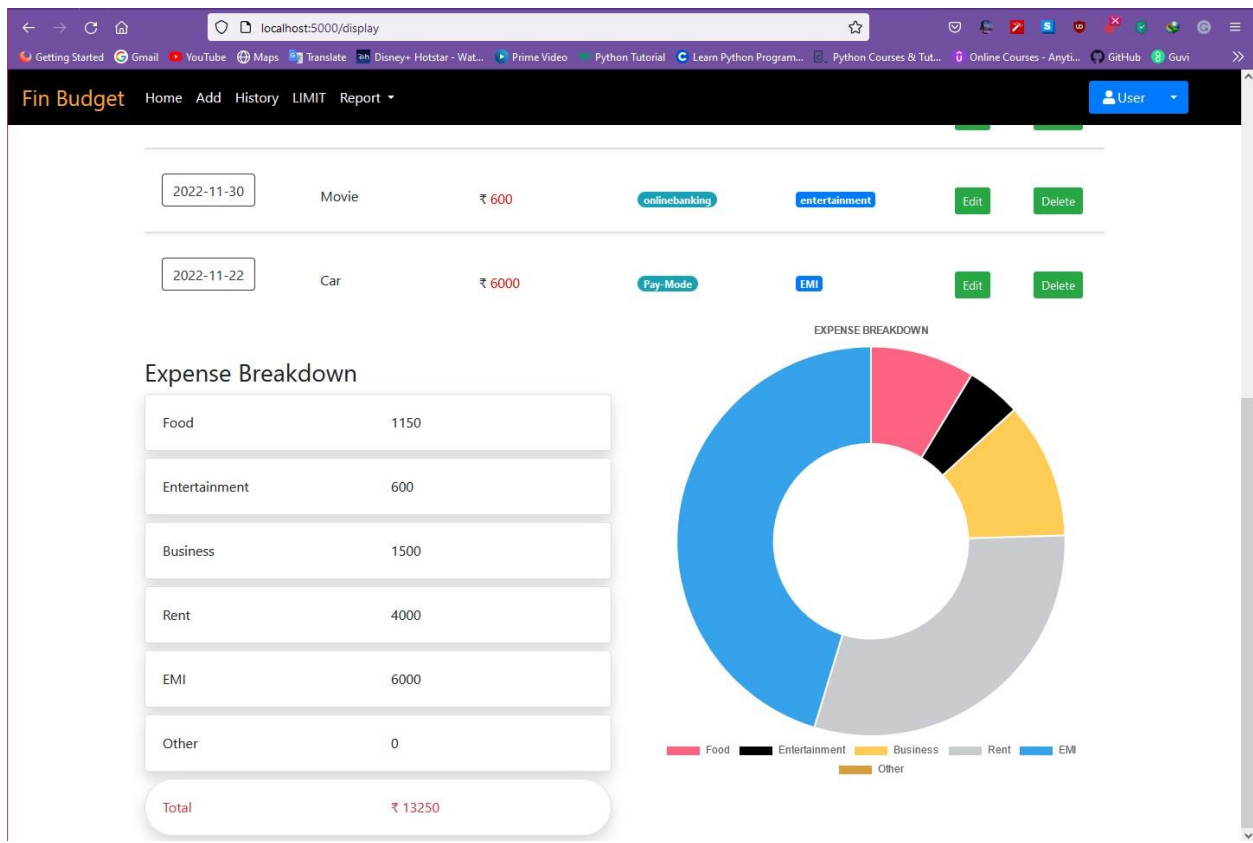 localhost:5000/display
Getting Started Gmail YouTube Maps Translate Disney+ Hotstar - Wat... Prime Video Python Tutorial Learn Python Program... Python Courses & Tut... Online Courses - Anyti... GitHub Guvi
Fin Budget Home Add History LIMIT Report User
2022-11-30 Movie ₹ 600 onlinebanking entertainment Edit Delete
2022-11-22 Car ₹ 6000 Pay-Mode EMI Edit Delete
EXPENSE BREAKDOWN
Expense Breakdown
Food 1150
Entertainment 600
Business 1500
Rent 4000
EMI 6000
Other 0
Total ₹ 13250
Food Entertainment Business Rent EMI
Other